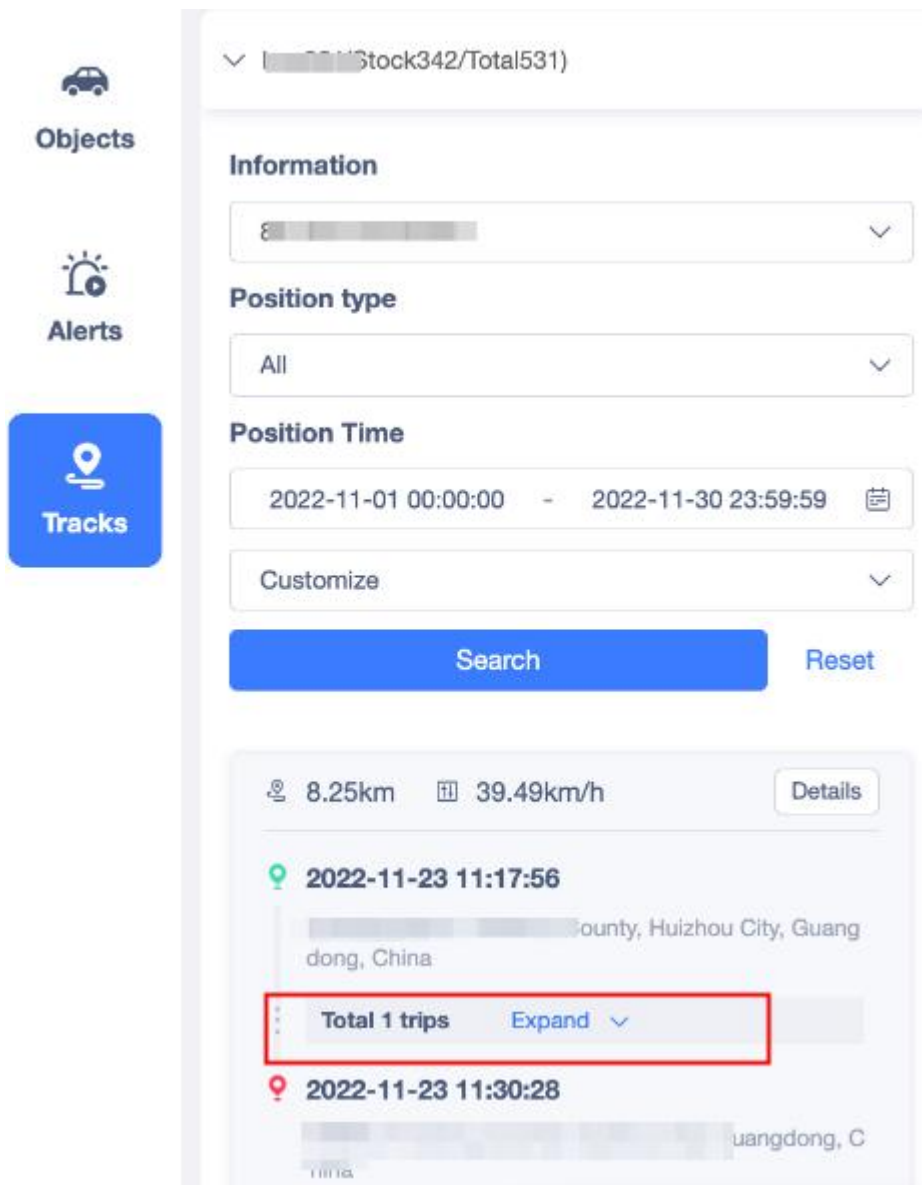 Stock342/Total531)
Objects
Information
Alerts
Position type
All
Position Time
2022-11-01 00:00:00 - 2022-11-30 23:59:59
Tracks
Customize
Search Reset
8.25km 39.49km/h Details
2022-11-23 11:17:56
ounty, Huizhou City, Guang
dong, China
Total 1 trips Expand
2022-11-23 11:30:28
uangdong, C
hina